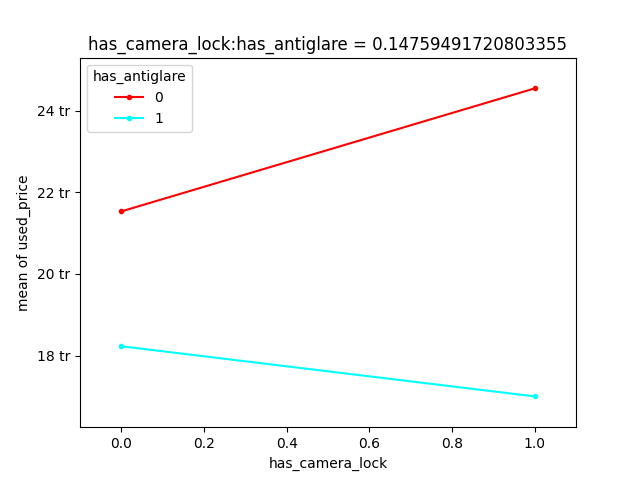 has_camera_lock:has_antiglare = 0.14759491720803355
has_antiglare
0
1
24 tr
22 tr
20 tr
18 tr
mean of used_price
0.0 0.2 0.4 0.6 0.8 1.0
has_camera_lock